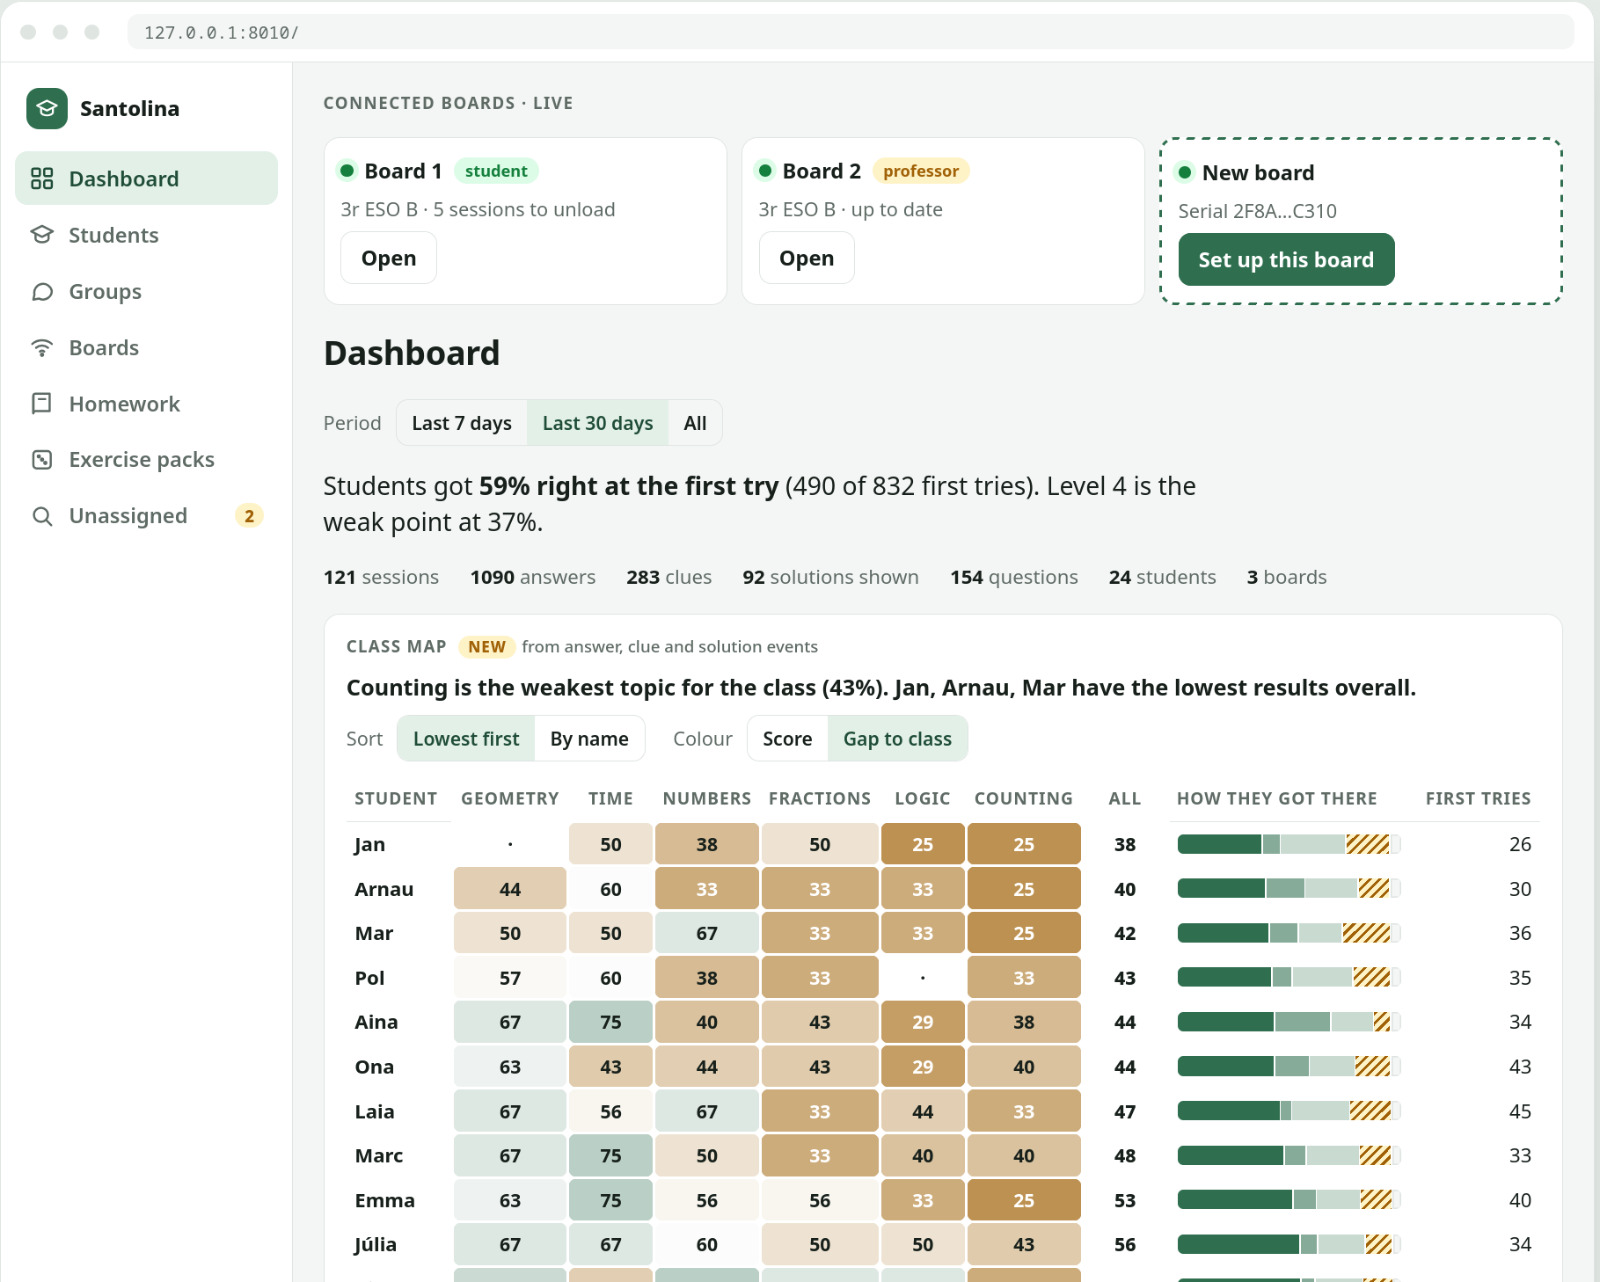 127.0.0.1:8010/
Santolina
Dashboard
Students
Groups
Boards
Homework
Exercise packs
Unassigned 2
CONNECTED BOARDS · LIVE
Board 1 student
3r ESO B · 5 sessions to unload
Open
Board 2 professor
3r ESO B · up to date
Open
New board
Serial 2F8A…C310
Set up this board
Dashboard
Period Last 7 days Last 30 days All
Students got 59% right at the first try (490 of 832 first tries). Level 4 is the
weak point at 37%.
121 sessions 1090 answers 283 clues 92 solutions shown 154 questions 24 students 3 boards
CLASS MAP NEW from answer, clue and solution events
Counting is the weakest topic for the class (43%). Jan, Arnau, Mar have the lowest results overall.
Sort Lowest first By name Colour Score Gap to class
STUDENT GEOMETRY TIME NUMBERS FRACTIONS LOGIC COUNTING ALL HOW THEY GOT THERE FIRST TRIES
Jan · 50 38 50 25 25 38 26
Arnau 44 60 33 33 33 25 40 30
Mar 50 50 67 33 33 25 42 36
Pol 57 60 38 33 · 33 43 35
Aina 67 75 40 43 29 38 44 34
Ona 63 43 44 43 29 40 44 43
Laia 67 56 67 33 44 33 47 45
Marc 67 75 50 33 40 40 48 33
Emma 63 75 56 56 33 25 53 40
Júlia 67 67 60 50 50 43 56 34